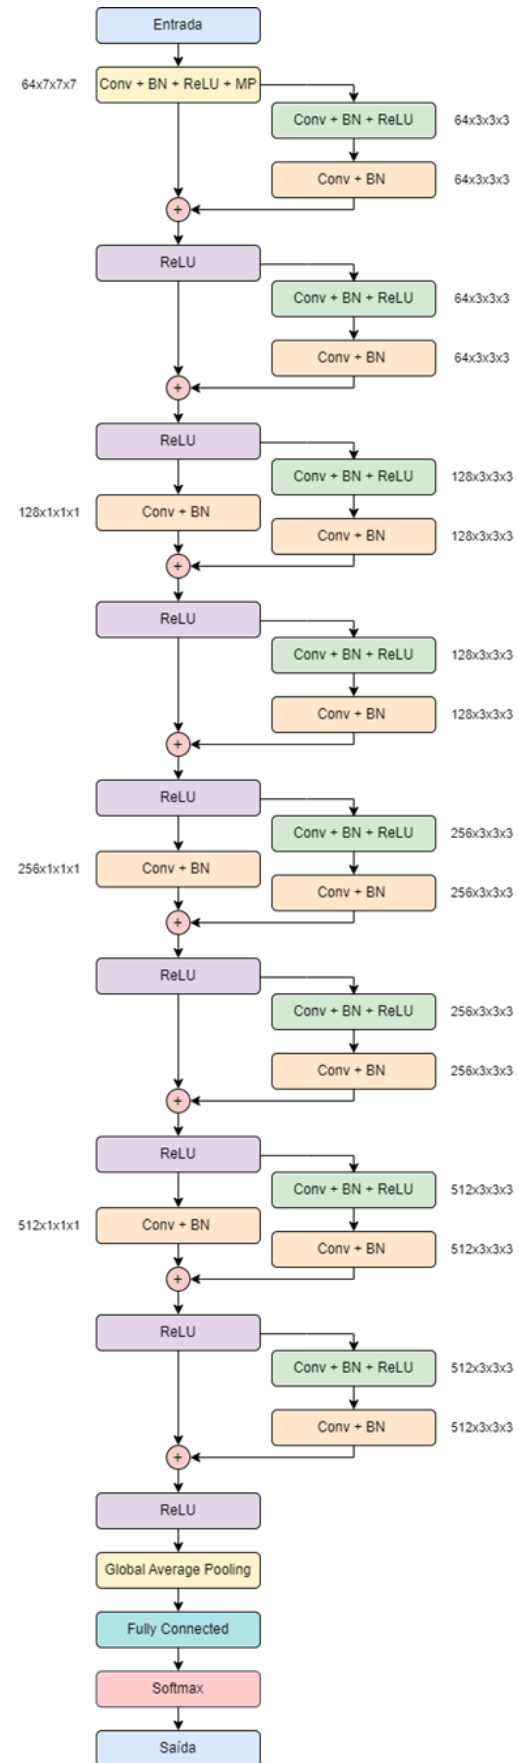 Entrada
64x7x7x7 Conv + BN + ReLU + MP
Conv + BN + ReLU 64x3x3x3
Conv + BN 64x3x3x3
+
ReLU
Conv + BN + ReLU 64x3x3x3
Conv + BN 64x3x3x3
+
ReLU
Conv + BN + ReLU 128x3x3x3
128x1x1x1 Conv + BN
Conv + BN 128x3x3x3
+
ReLU
Conv + BN + ReLU 128x3x3x3
Conv + BN 128x3x3x3
+
ReLU
Conv + BN + ReLU 256x3x3x3
256x1x1x1 Conv + BN
Conv + BN 256x3x3x3
+
ReLU
Conv + BN + ReLU 256x3x3x3
Conv + BN 256x3x3x3
+
ReLU
Conv + BN + ReLU 512x3x3x3
512x1x1x1 Conv + BN
Conv + BN 512x3x3x3
+
ReLU
Conv + BN + ReLU 512x3x3x3
Conv + BN 512x3x3x3
+
ReLU
Global Average Pooling
Fully Connected
Softmax
Saída